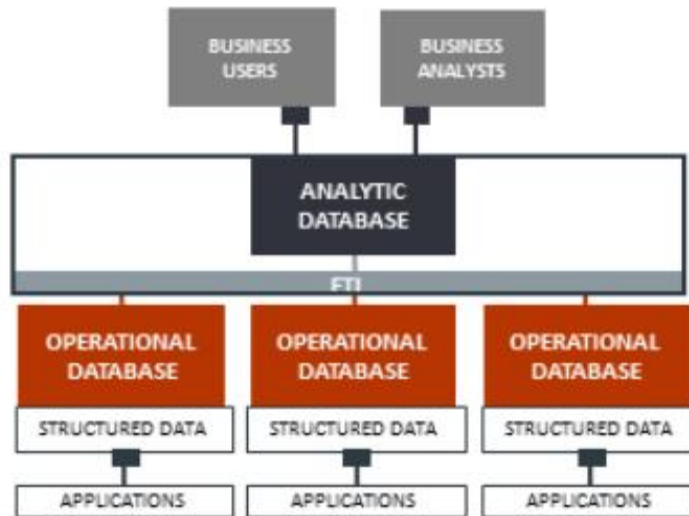 BUSINESS
USERS
BUSINESS
ANALYSTS
ANALYTIC
DATABASE
ETL
OPERATIONAL
DATABASE
OPERATIONAL
DATABASE
OPERATIONAL
DATABASE
STRUCTURED DATA
STRUCTURED DATA
STRUCTURED DATA
APPLICATIONS
APPLICATIONS
APPLICATIONS